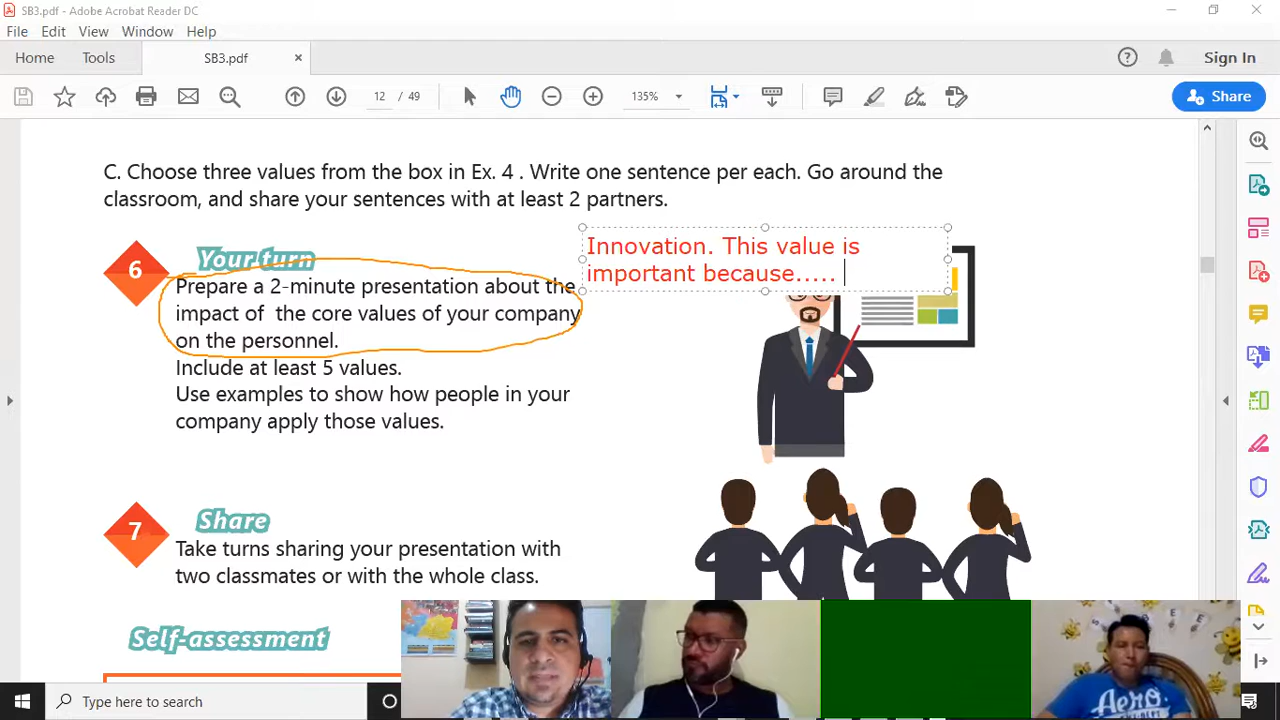 SB3.pdf - Adobe Acrobat Reader DC
File Edit View Window Help
Home Tools SB3.pdf × Sign In
12 / 49 135% Share
C. Choose three values from the box in Ex. 4 . Write one sentence per each. Go around the
classroom, and share your sentences with at least 2 partners.
6 Your turn
Innovation. This value is
important because.....
Prepare a 2-minute presentation about the
impact of the core values of your company
on the personnel.
Include at least 5 values.
Use examples to show how people in your
company apply those values.
7 Share
Take turns sharing your presentation with
two classmates or with the whole class.
Self-assessment
AERO
Type here to search